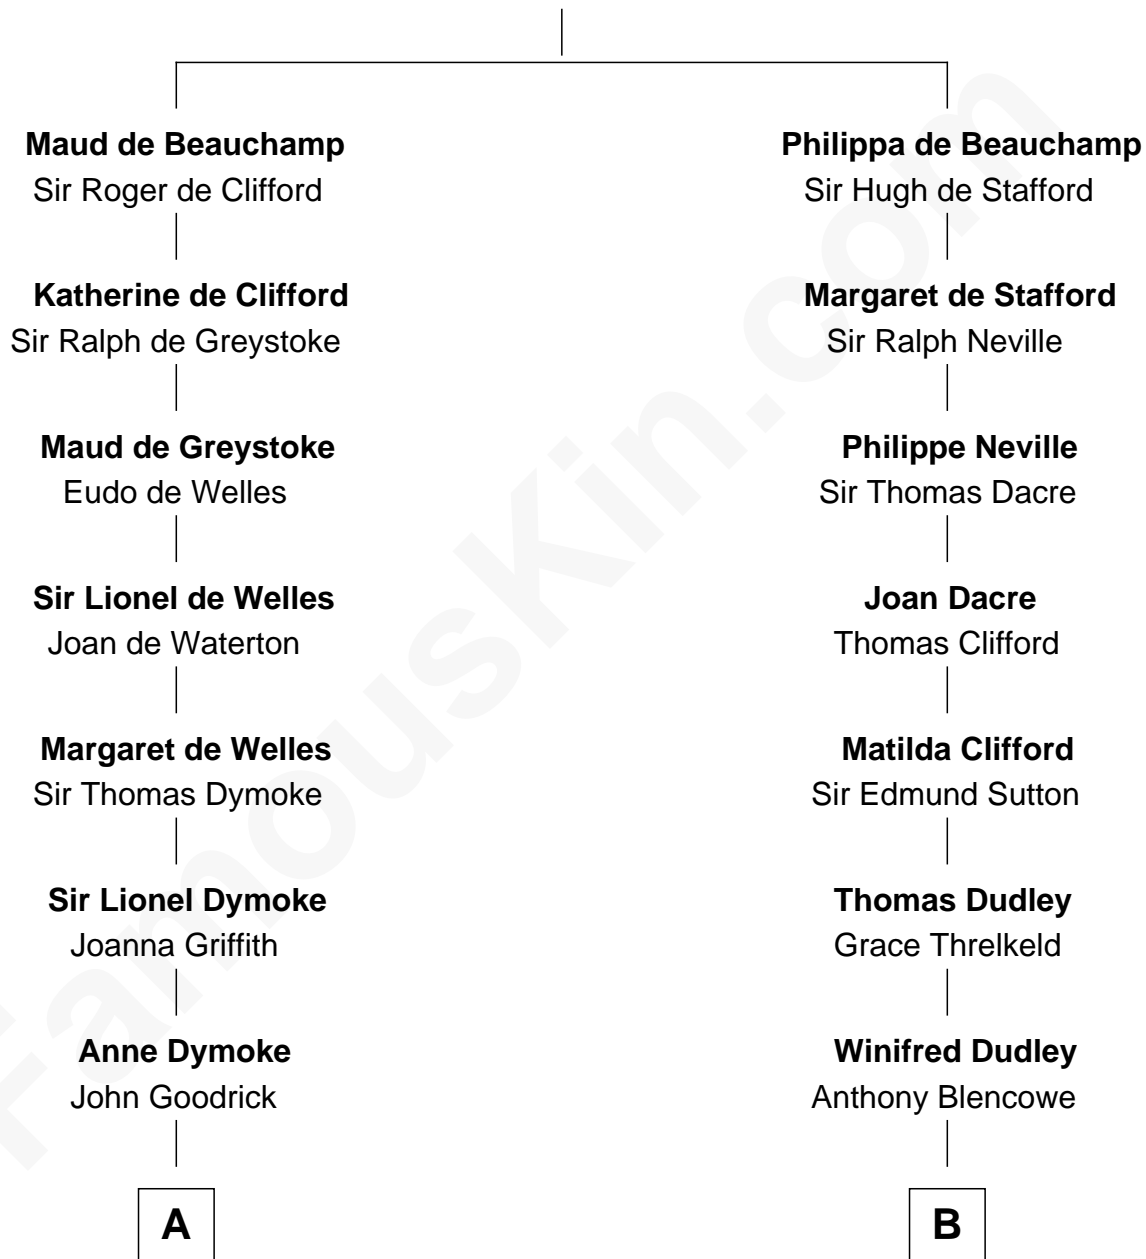 Maud de Beauchamp
Sir Roger de Clifford
Katherine de Clifford
Sir Ralph de Greystoke
Maud de Greystoke
Eudo de Welles
Sir Lionel de Welles
Joan de Waterton
Margaret de Welles
Sir Thomas Dymoke
Sir Lionel Dymoke
Joanna Griffith
Anne Dymoke
John Goodrick
A
Philippa de Beauchamp
Sir Hugh de Stafford
Margaret de Stafford
Sir Ralph Neville
Philippe Neville
Sir Thomas Dacre
Joan Dacre
Thomas Clifford
Matilda Clifford
Sir Edmund Sutton
Thomas Dudley
Grace Threlkeld
Winifred Dudley
Anthony Blencowe
B
FamousKin.com